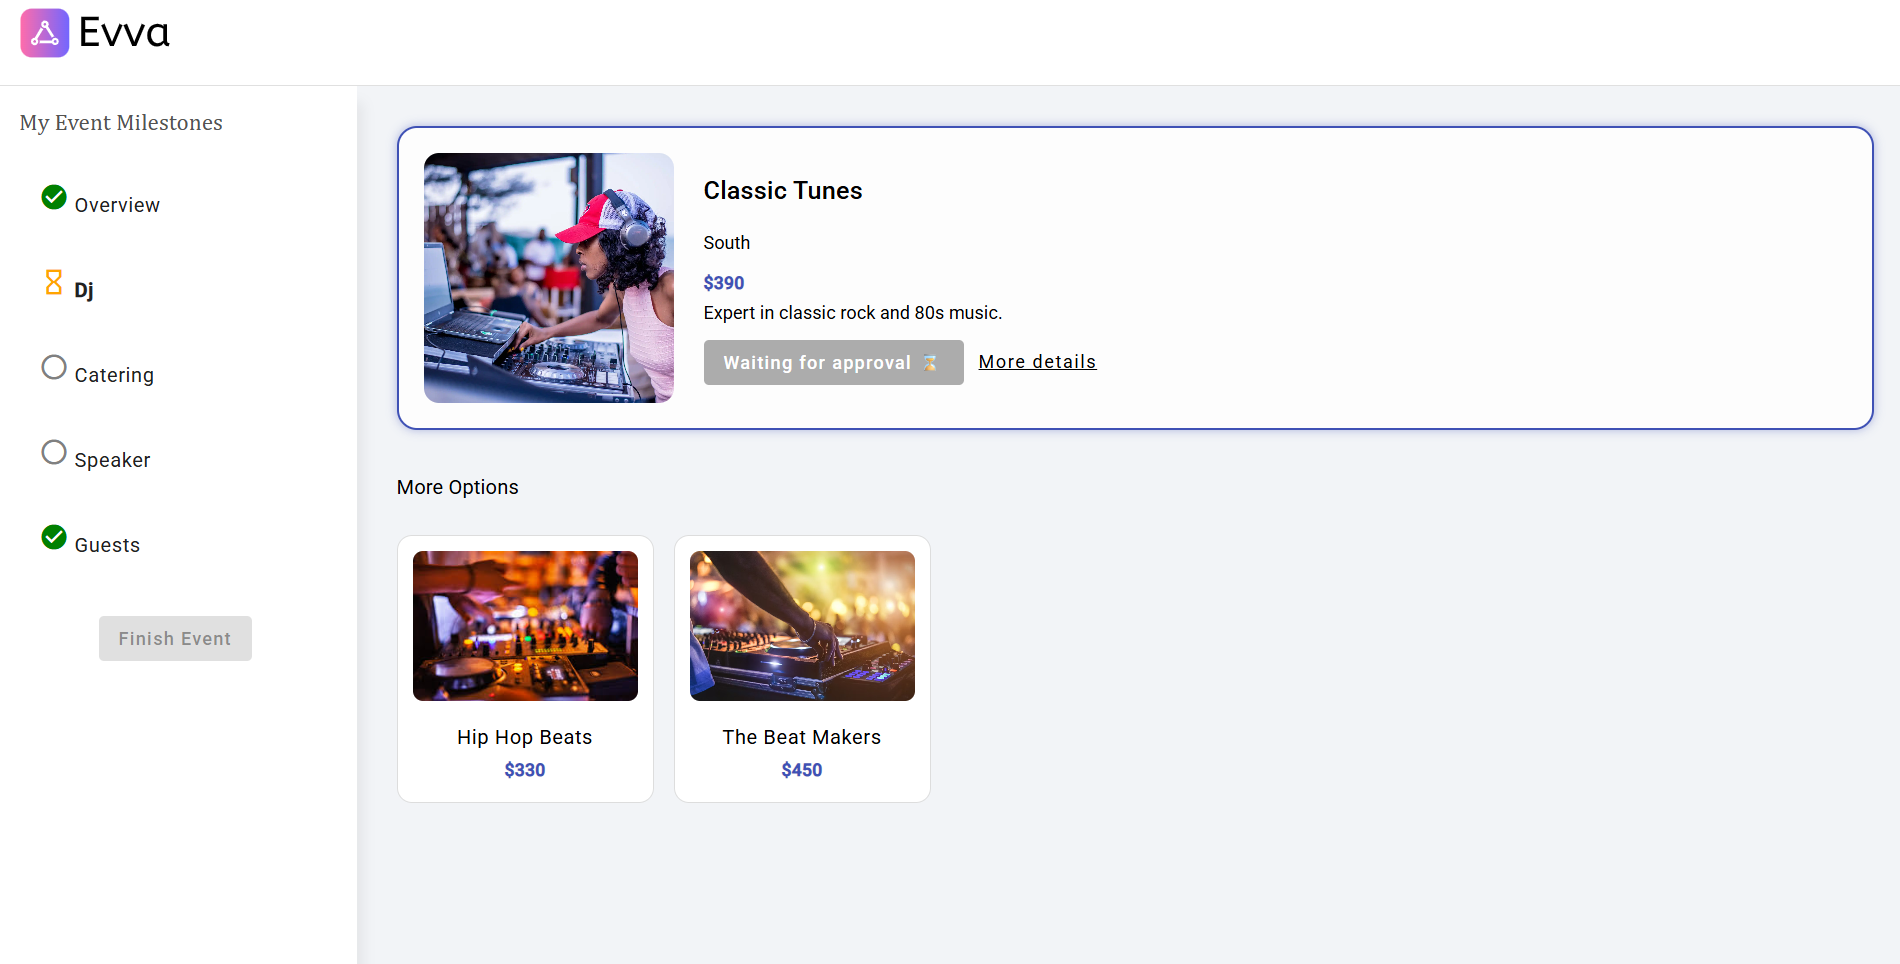 Evva
My Event Milestones
Overview
Dj
Catering
Speaker
Guests
Finish Event
Classic Tunes
South
$390
Expert in classic rock and 80s music.
Waiting for approval ⌛
More details
More Options
Hip Hop Beats
$330
The Beat Makers
$450